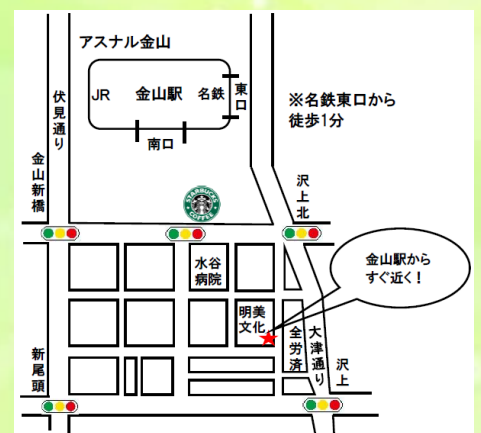 アスナル金山
JR
金山駅
名鉄
東口
南口
伏見通り
※名鉄東口から
徒歩1分
金山新橋
沢上北
STARBUCKS
COFFEE
水谷
病院
金山駅から
すぐ近く！
明美
文化
全労済
大津通り
沢上
新尾頭